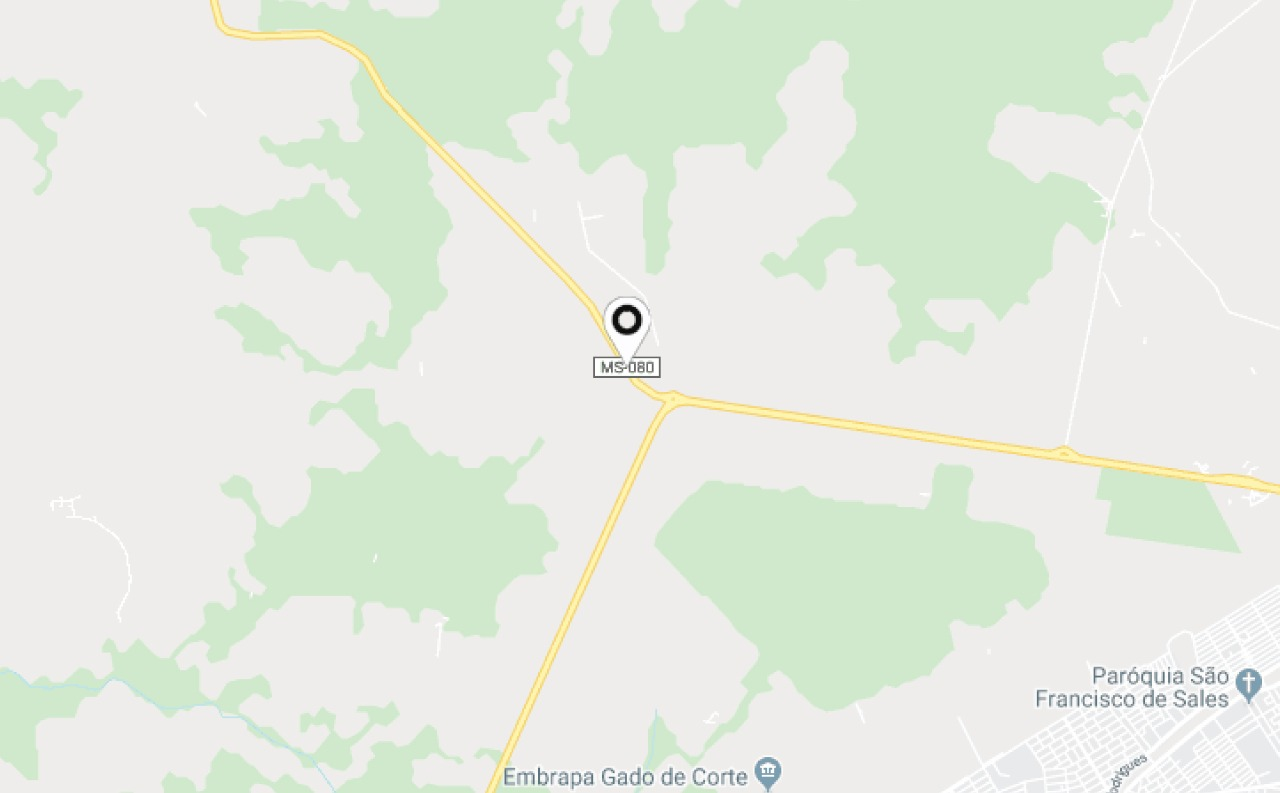 MS-080
Paróquia São
Francisco de Sales
Embrapa Gado de Corte